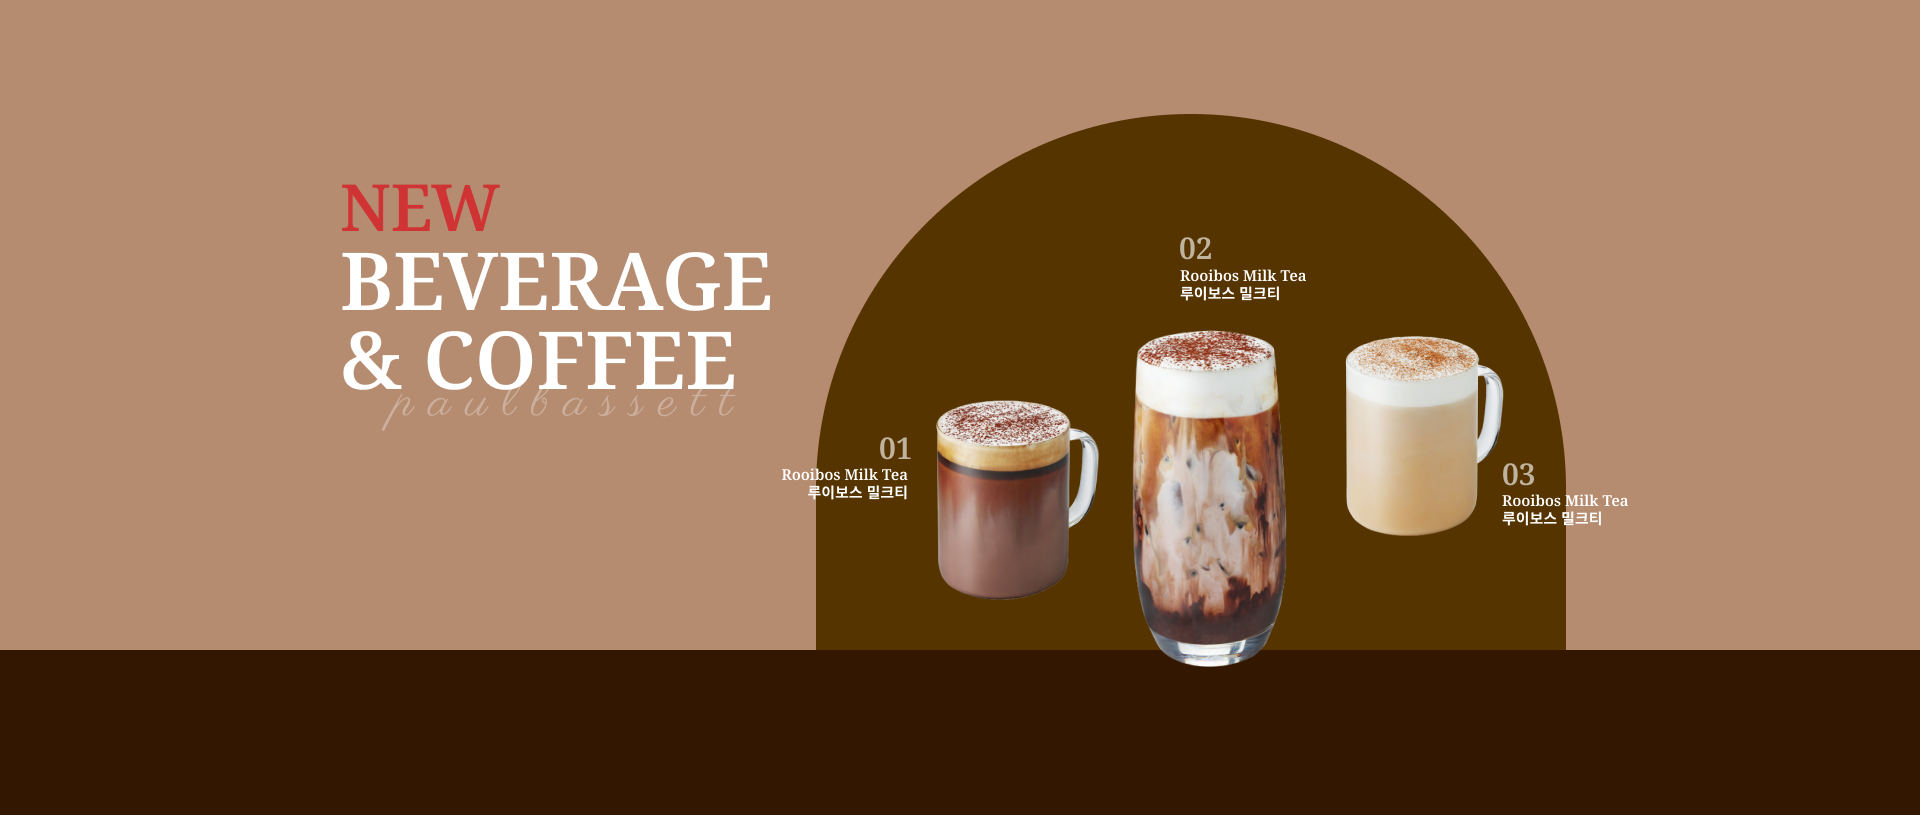 NEW
BEVERAGE
& COFFEE
paulbassett
01
Rooibos Milk Tea
루이보스 밀크티
02
Rooibos Milk Tea
루이보스 밀크티
03
Rooibos Milk Tea
루이보스 밀크티